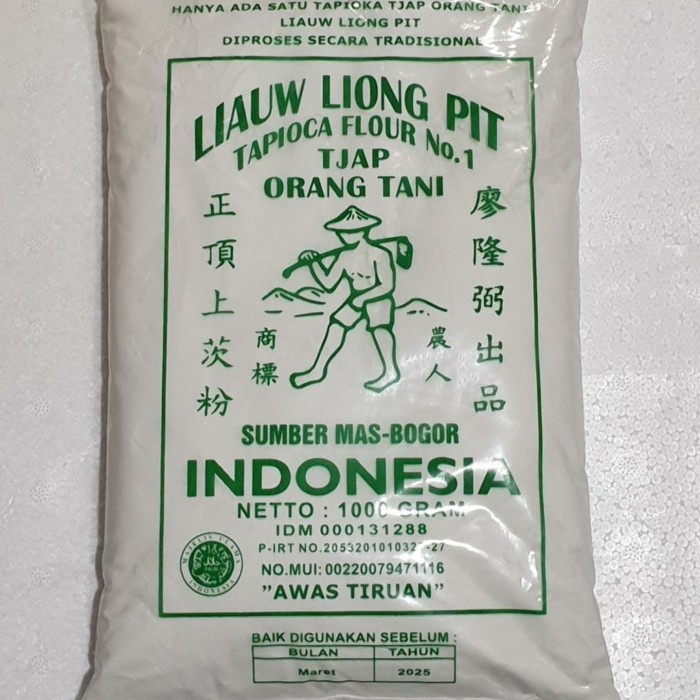 HANYA ADA SATU TAPIOKA TJAP ORANG TANI
LIAUW LIONG PIT
DIPROSES SECARA TRADISIONAL
LIAUW LIONG PIT
TAPIOCA FLOUR No.1
TJAP
ORANG TANI
正頂上茨粉
商標
農人
廖隆弼出品
SUMBER MAS-BOGOR
INDONESIA
NETTO : 1000 GRAM
IDM 000131288
P-IRT NO.
NO.MUI: 00220079471116
"AWAS TIRUAN"
MAJELIS ULAMA
INDONESIA
BAIK DIGUNAKAN SEBELUM :
BULAN TAHUN
Maret 2025